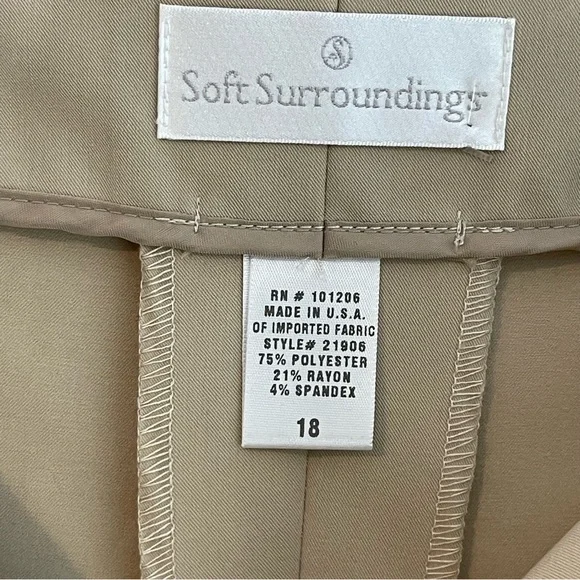 S
Soft Surroundings
RN # 101206
MADE IN U.S.A.
OF IMPORTED FABRIC
STYLE# 21906
75% POLYESTER
21% RAYON
4% SPANDEX
18